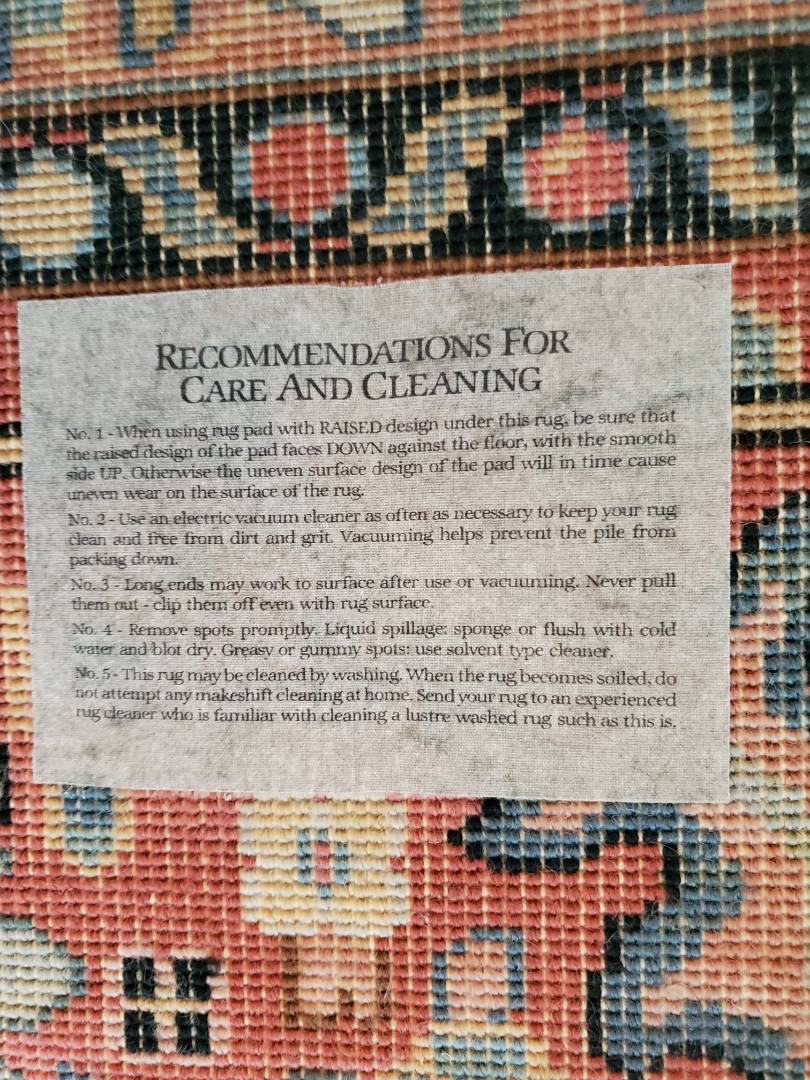 RECOMMENDATIONS FOR
CARE AND CLEANING
No. 1 - When using rug pad with RAISED design under this rug, be sure that
the raised design of the pad faces DOWN against the floor, with the smooth
side UP. Otherwise the uneven surface design of the pad will in time cause
uneven wear on the surface of the rug.
No. 2 - Use an electric vacuum cleaner as often as necessary to keep your rug
clean and free from dirt and grit. Vacuuming helps prevent the pile from
packing down.
No. 3 - Long ends may work to surface after use or vacuuming. Never pull
them out - clip them off even with rug surface.
No. 4 - Remove spots promptly. Liquid spillage: sponge or flush with cold
water and blot dry. Greasy or gummy spots: use solvent type cleaner.
No. 5 - This rug may be cleaned by washing. When the rug becomes soiled, do
not attempt any makeshift cleaning at home. Send your rug to an experienced
rug cleaner who is familiar with cleaning a lustre washed rug such as this is.